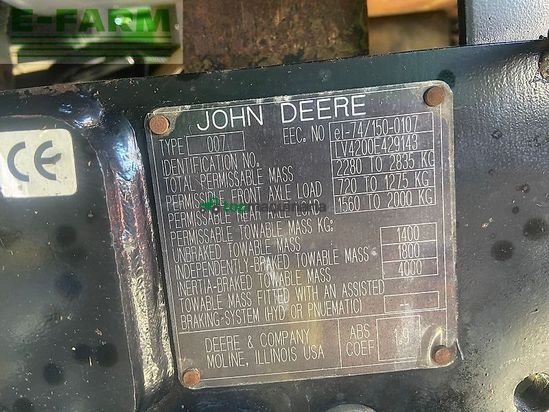 E-FARM
CE
JOHN DEERE
TYPE 007 EEC. NO e1-74/150-0107
IDENTIFICATION NO. LV4200E429143
TOTAL PERMISSABLE MASS 2280 TO 2835 KG
PERMISSIBLE FRONT AXLE LOAD 720 TO 1275 KG
PERMISSIBLE REAR AXLE LOAD 1560 TO 2000 KG
PERMISSABLE TOWABLE MASS KG:
UNBRAKED TOWABLE MASS 1400
INDEPENDENTLY-BRAKED TOWABLE MASS 1800
INERTIA-BRAKED TOWABLE MASS 4000
TOWABLE MASS FITTED WITH AN ASSISTED
BRAKING-SYSTEM (HYD OR PNUEMATIC) -
DEERE & COMPANY ABS
MOLINE, ILLINOIS USA COEF